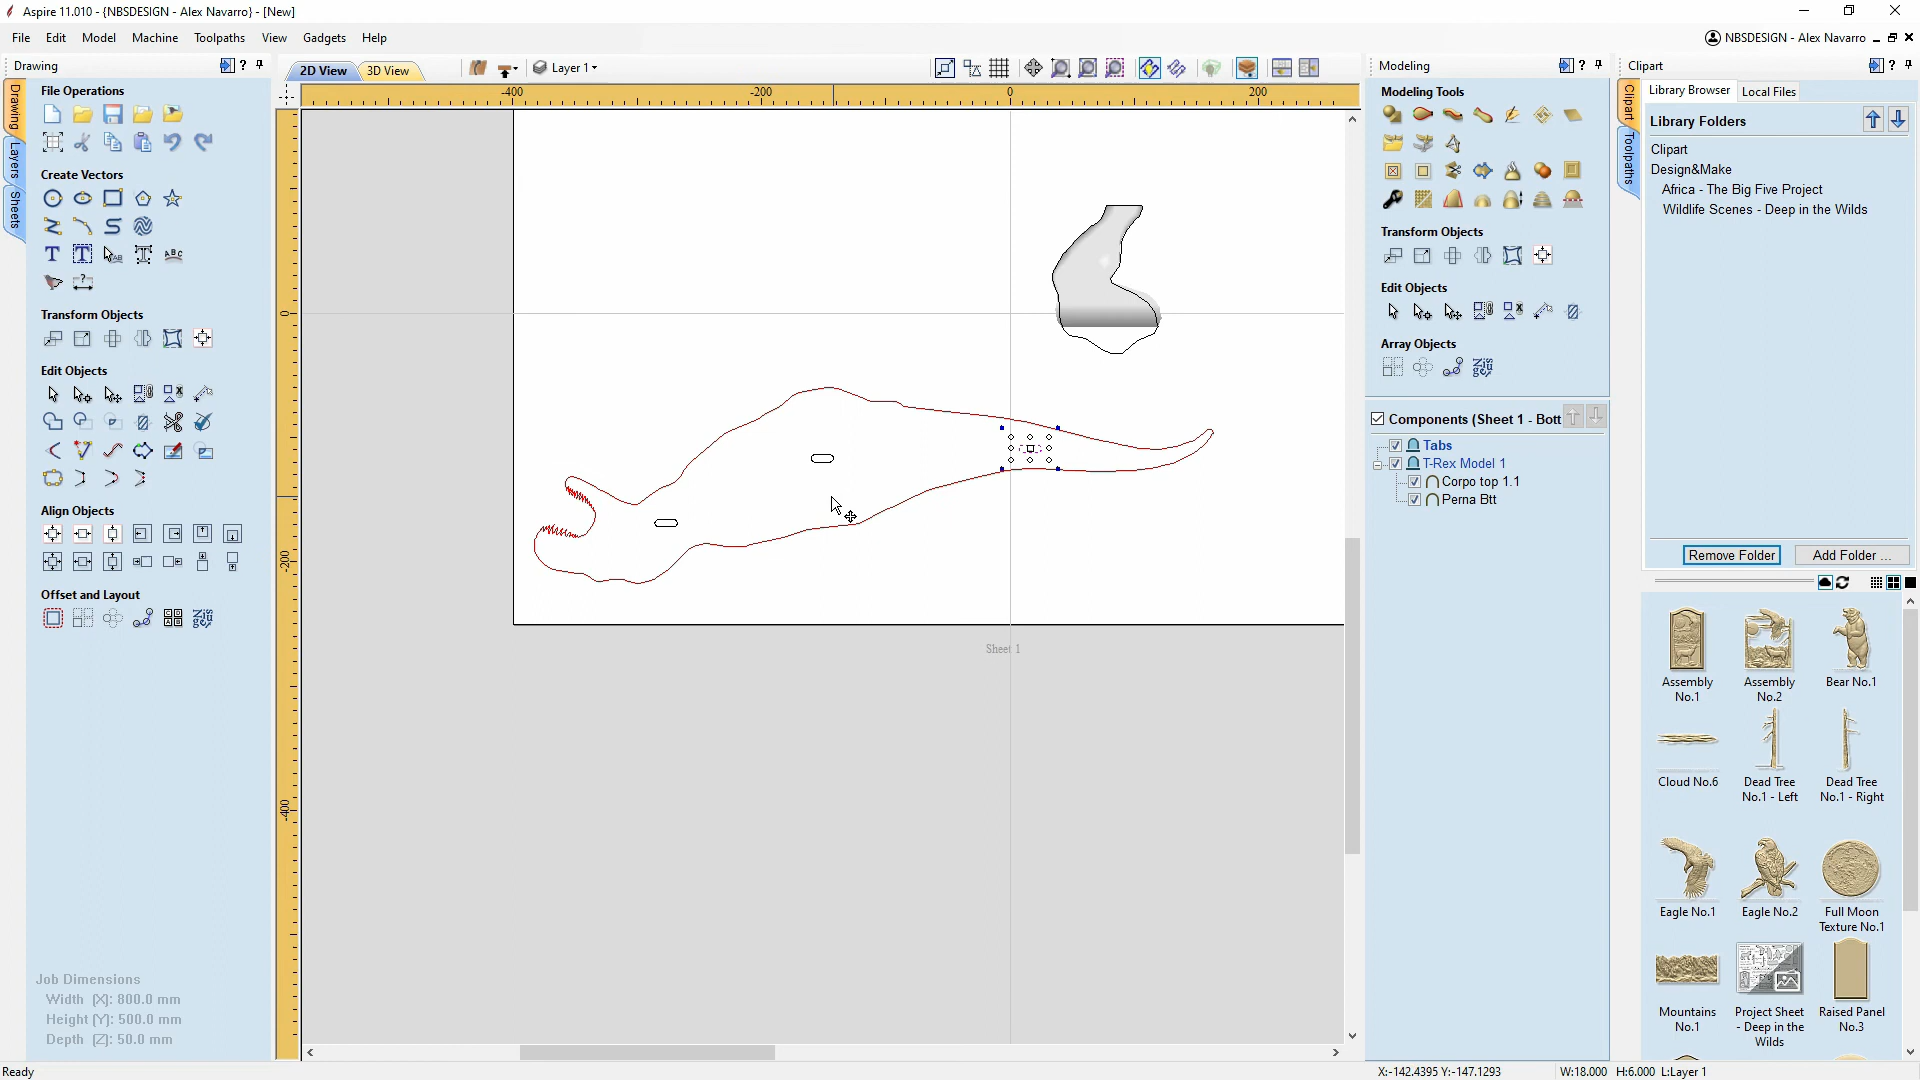 Aspire 11.010 - {NBSDESIGN - Alex Navarro} - [New]
File Edit Model Machine Toolpaths View Gadgets Help
NBSDESIGN - Alex Navarro
Drawing
File Operations
Create Vectors
Transform Objects
Edit Objects
Align Objects
Offset and Layout
Job Dimensions
Width (X): 800.0 mm
Height (Y): 500.0 mm
Depth (Z): 50.0 mm
Drawing
Layers
Sheets
2D View
3D View
Layer 1
-400
-200
0
200
0
-200
-400
Sheet 1
Modeling
Modeling Tools
Transform Objects
Edit Objects
Array Objects
Components (Sheet 1 - Bott
Tabs
T-Rex Model 1
Corpo top 1.1
Perna Btt
Clipart
Toolpaths
Clipart
Library Browser
Local Files
Library Folders
Clipart
Design&Make
Africa - The Big Five Project
Wildlife Scenes - Deep in the Wilds
Remove Folder
Add Folder ...
Assembly No.1
Assembly No.2
Bear No.1
Cloud No.6
Dead Tree No.1 - Left
Dead Tree No.1 - Right
Eagle No.1
Eagle No.2
Full Moon Texture No.1
Mountains No.1
Project Sheet - Deep in the Wilds
Raised Panel No.3
Ready
X:-142.4395 Y:-147.1293
W:18.000 H:6.000 L:Layer 1